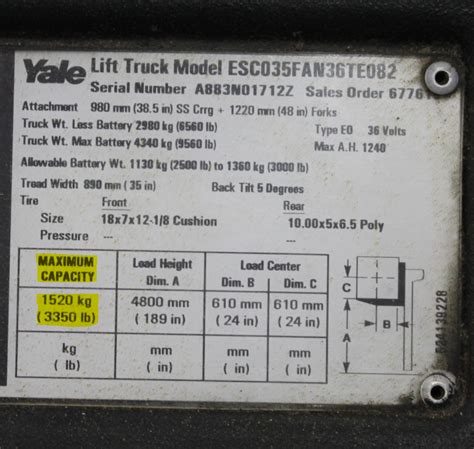 Yale Lift Truck Model ESC035FAN36TE082
Serial Number A883N01712Z Sales Order
Attachment 980 mm (38.5 in) SS Crrg + 1220 mm (48 in) Forks
Truck Wt. Less Battery 2980 kg (6560 lb) Type EO 36 Volts
Truck Wt. Max Battery 4340 kg (9560 lb) Max A.H. 1240
Allowable Battery Wt. 1130 kg (2500 lb) to 1360 kg (3000 lb)
Tread Width 890 mm ( 35 in) Back Tilt 5 Degrees
Tire Front Rear
Size 18x7x12-1/8 Cushion 10.00x5x6.5 Poly
Pressure --- ---
MAXIMUM CAPACITY Load Height Dim. A Load Center Dim. B Dim. C
1520 kg 4800 mm 610 mm 610 mm
( 3350 lb) ( 189 in) ( 24 in) ( 24 in)
kg mm mm mm
( lb) ( in) ( in) ( in)
C
B
A